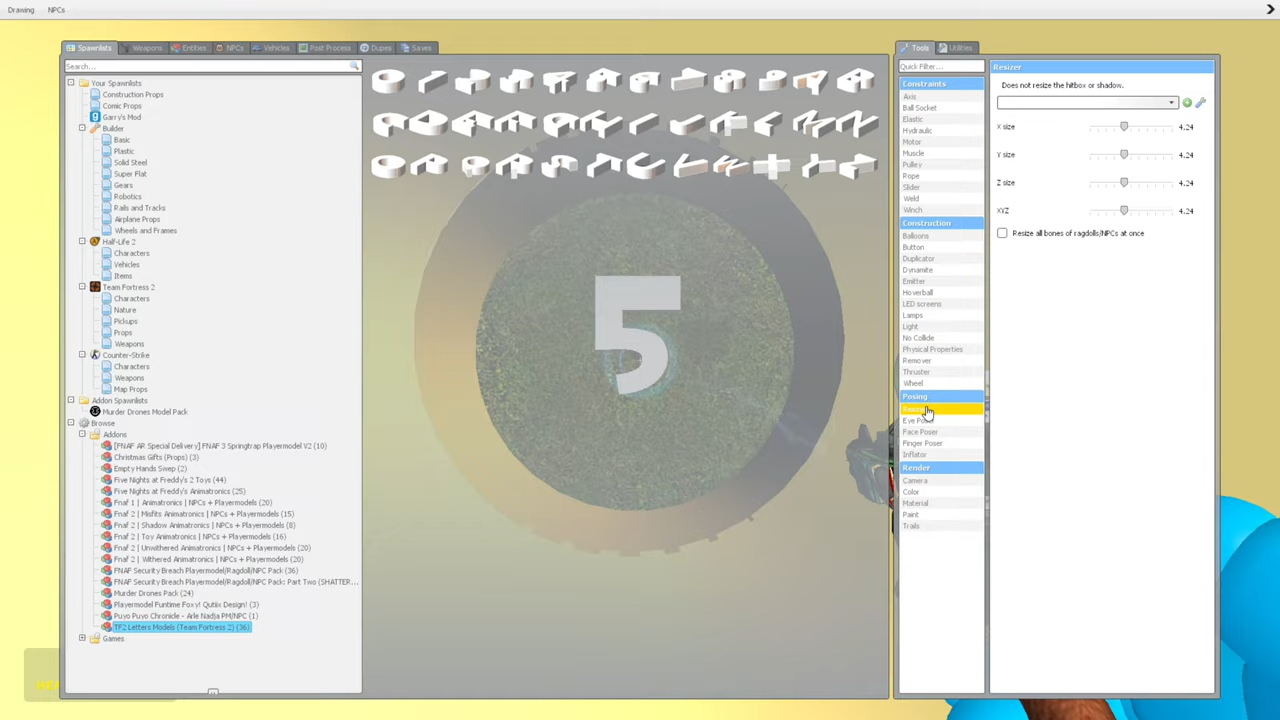 Drawing NPCs
Spawnlists Weapons Entities NPCs Vehicles Post Process Dupes Saves
Search...
Your Spawnlists
Construction Props
Comic Props
Garry's Mod
Builder
Basic
Plastic
Solid Steel
Super Flat
Gears
Robotics
Rails and Tracks
Airplane Props
Wheels and Frames
Half-Life 2
Characters
Vehicles
Items
Team Fortress 2
Characters
Nature
Pickups
Props
Weapons
Counter-Strike
Characters
Weapons
Map Props
Addon Spawnlists
Murder Drones Model Pack
Browse
Addons
[FNAF AR Special Delivery] FNAF 3 Springtrap Playermodel V2 (10)
Christmas Gifts (Props) (3)
Empty Hands Swep (2)
Five Nights at Freddy's 2 Toys (44)
Five Nights at Freddy's Animatronics (25)
Fnaf 1 | Animatronics | NPCs + Playermodels (20)
Fnaf 2 | Misfits Animatronics | NPCs + Playermodels (15)
Fnaf 2 | Shadow Animatronics | NPCs + Playermodels (8)
Fnaf 2 | Toy Animatronics | NPCs + Playermodels (16)
Fnaf 2 | Unwithered Animatronics | NPCs + Playermodels (20)
Fnaf 2 | Withered Animatronics | NPCs + Playermodels (20)
FNAF Security Breach Playermodel/Ragdoll/NPC Pack (36)
FNAF Security Breach Playermodel/Ragdoll/NPC Pack: Part Two (SHATTER...
Murder Drones Pack (24)
Playermodel Funtime Foxy! Qutiix Design! (3)
Puyo Puyo Chronicle - Arle Nadja PM/NPC (1)
TF2 Letters Models (Team Fortress 2) (36)
Games
5
Tools Utilities
Quick Filter...
Constraints
Axis
Ball Socket
Elastic
Hydraulic
Motor
Muscle
Pulley
Rope
Slider
Weld
Winch
Construction
Balloons
Button
Duplicator
Dynamite
Emitter
Hoverball
LED screens
Lamps
Light
No Collide
Physical Properties
Remover
Thruster
Wheel
Posing
Eye Poser
Face Poser
Finger Poser
Inflator
Render
Camera
Color
Material
Paint
Trails
Resizer
Does not resize the hitbox or shadow.
X size 4.24
Y size 4.24
Z size 4.24
XYZ 4.24
Resize all bones of ragdolls/NPCs at once